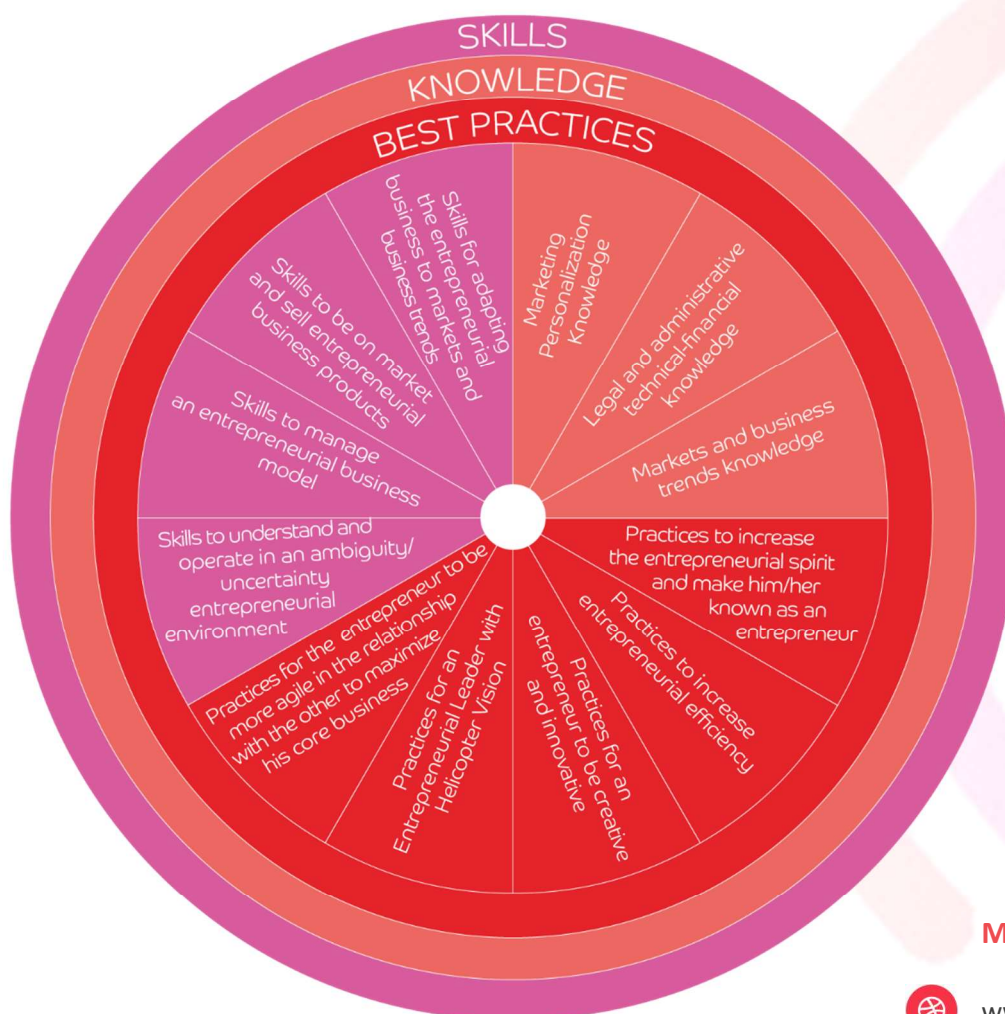 SKILLS
KNOWLEDGE
BEST PRACTICES
Marketing
Personalization
Knowledge
Legal and administrative
technical-financial
knowledge
Markets and business
trends knowledge
Practices to increase
the entrepreneurial spirit
and make him/her
known as an
entrepreneur
Practices to increase
entrepreneurial efficiency
Practices for an
entrepreneur to be creative
and innovative
Practices for an
Entrepreneurial Leader with
Helicopter Vision
Practices for the entrepreneur to be
more agile in the relationship
with the other to maximize
his core business
Skills to understand and
operate in an ambiguity/
uncertainty
entrepreneurial
environment
Skills to manage
an entrepreneurial business
model
Skills to be on market
and sell entrepreneurial
business products
Skills for adapting
the entrepreneurial
business to markets and
business trends
M